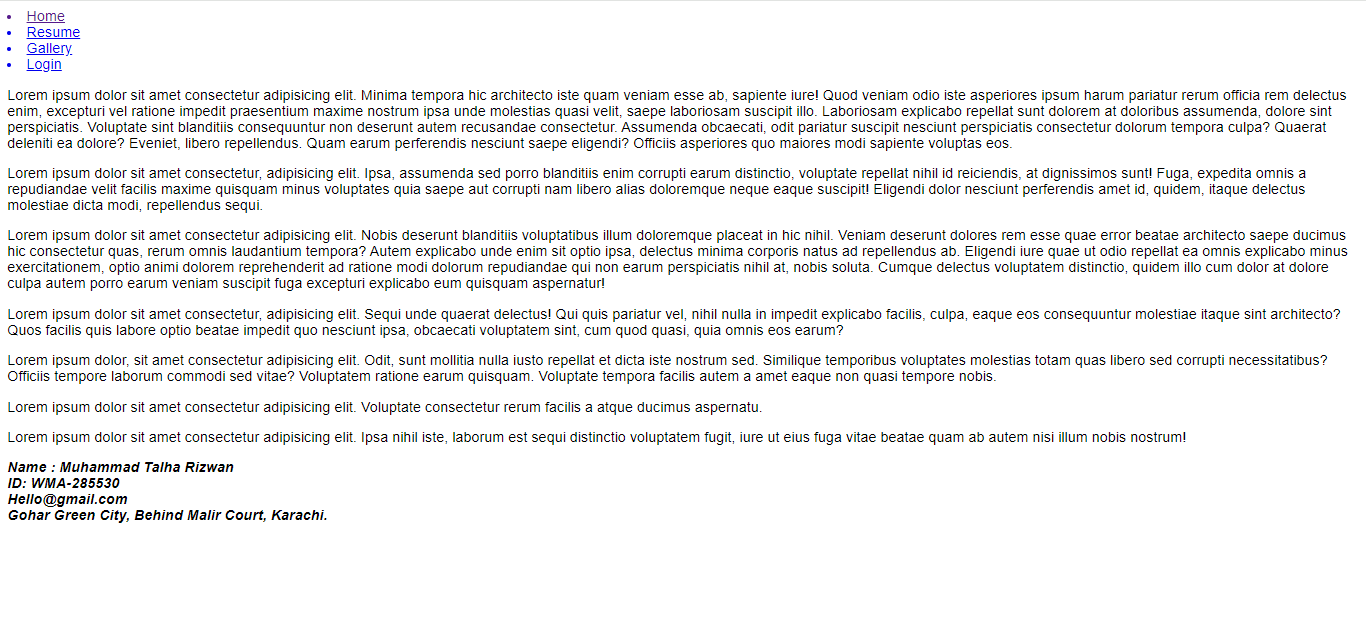 Home
Resume
Gallery
Login
Lorem ipsum dolor sit amet consectetur adipisicing elit. Minima tempora hic architecto iste quam veniam esse ab, sapiente iure! Quod veniam odio iste asperiores ipsum harum pariatur rerum officia rem delectus
enim, excepturi vel ratione impedit praesentium maxime nostrum ipsa unde molestias quasi velit, saepe laboriosam suscipit illo. Laboriosam explicabo repellat sunt dolorem at doloribus assumenda, dolore sint
perspiciatis. Voluptate sint blanditiis consequuntur non deserunt autem recusandae consectetur. Assumenda obcaecati, odit pariatur suscipit nesciunt perspiciatis consectetur dolorum tempora culpa? Quaerat
deleniti ea dolore? Eveniet, libero repellendus. Quam earum perferendis nesciunt saepe eligendi? Officiis asperiores quo maiores modi sapiente voluptas eos.
Lorem ipsum dolor sit amet consectetur, adipisicing elit. Ipsa, assumenda sed porro blanditiis enim corrupti earum distinctio, voluptate repellat nihil id reiciendis, at dignissimos sunt! Fuga, expedita omnis a
repudiandae velit facilis maxime quisquam minus voluptates quia saepe aut corrupti nam libero alias doloremque neque eaque suscipit! Eligendi dolor nesciunt perferendis amet id, quidem, itaque delectus
molestiae dicta modi, repellendus sequi.
Lorem ipsum dolor sit amet consectetur adipisicing elit. Nobis deserunt blanditiis voluptatibus illum doloremque placeat in hic nihil. Veniam deserunt dolores rem esse quae error beatae architecto saepe ducimus
hic consectetur quas, rerum omnis laudantium tempora? Autem explicabo unde enim sit optio ipsa, delectus minima corporis natus ad repellendus ab. Eligendi iure quae ut odio repellat ea omnis explicabo minus
exercitationem, optio animi dolorem reprehenderit ad ratione modi dolorum repudiandae qui non earum perspiciatis nihil at, nobis soluta. Cumque delectus voluptatem distinctio, quidem illo cum dolor at dolore
culpa autem porro earum veniam suscipit fuga excepturi explicabo eum quisquam aspernatur!
Lorem ipsum dolor sit amet consectetur, adipisicing elit. Sequi unde quaerat delectus! Qui quis pariatur vel, nihil nulla in impedit explicabo facilis, culpa, eaque eos consequuntur molestiae itaque sint architecto?
Quos facilis quis labore optio beatae impedit quo nesciunt ipsa, obcaecati voluptatem sint, cum quod quasi, quia omnis eos earum?
Lorem ipsum dolor, sit amet consectetur adipisicing elit. Odit, sunt mollitia nulla iusto repellat et dicta iste nostrum sed. Similique temporibus voluptates molestias totam quas libero sed corrupti necessitatibus?
Officiis tempore laborum commodi sed vitae? Voluptatem ratione earum quisquam. Voluptate tempora facilis autem a amet eaque non quasi tempore nobis.
Lorem ipsum dolor sit amet consectetur adipisicing elit. Voluptate consectetur rerum facilis a atque ducimus aspernatu.
Lorem ipsum dolor sit amet consectetur adipisicing elit. Ipsa nihil iste, laborum est sequi distinctio voluptatem fugit, iure ut eius fuga vitae beatae quam ab autem nisi illum nobis nostrum!
Name : Muhammad Talha Rizwan
ID: WMA-285530
Hello@gmail.com
Gohar Green City, Behind Malir Court, Karachi.